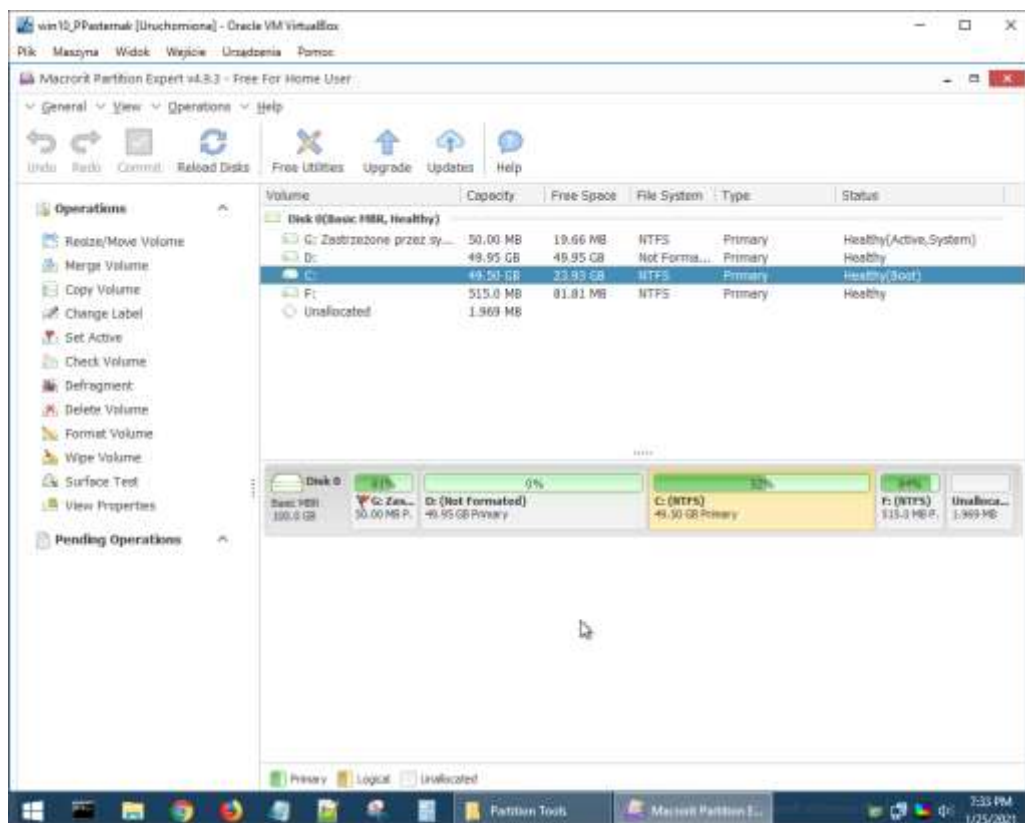 win10_PPasternak [Uruchomiona] - Oracle VM VirtualBox
Plik Maszyna Widok Wejście Urządzenia Pomoc
Macrorit Partition Expert v4.9.3 - Free For Home User
General View Operations Help
Undo Redo Commit Reload Disks Free Utilities Upgrade Updates Help
Operations
Resize/Move Volume
Merge Volume
Copy Volume
Change Label
Set Active
Check Volume
Defragment
Delete Volume
Format Volume
Wipe Volume
Surface Test
View Properties
Pending Operations
Volume Capacity Free Space File System Type Status
Disk 0(Basic MBR, Healthy)
G: Zastrzeżone przez sy... 50.00 MB 19.66 MB NTFS Primary Healthy(Active,System)
D: 49.95 GB 49.95 GB Not Forma... Primary Healthy
C: 49.50 GB 23.93 GB NTFS Primary Healthy(Boot)
F: 515.0 MB 81.81 MB NTFS Primary Healthy
Unallocated 1.969 MB
Disk 0
Basic MBR
100.0 GB
61%
G: Zas...
50.00 MB P.
0%
D: (Not Formated)
49.95 GB Primary
52%
C: (NTFS)
49.50 GB Primary
84%
F: (NTFS)
515.0 MB P.
Unalloca...
1.969 MB
Primary Logical Unallocated
Partition Tools
Macrorit Partition E...
7:33 PM
1/25/2021